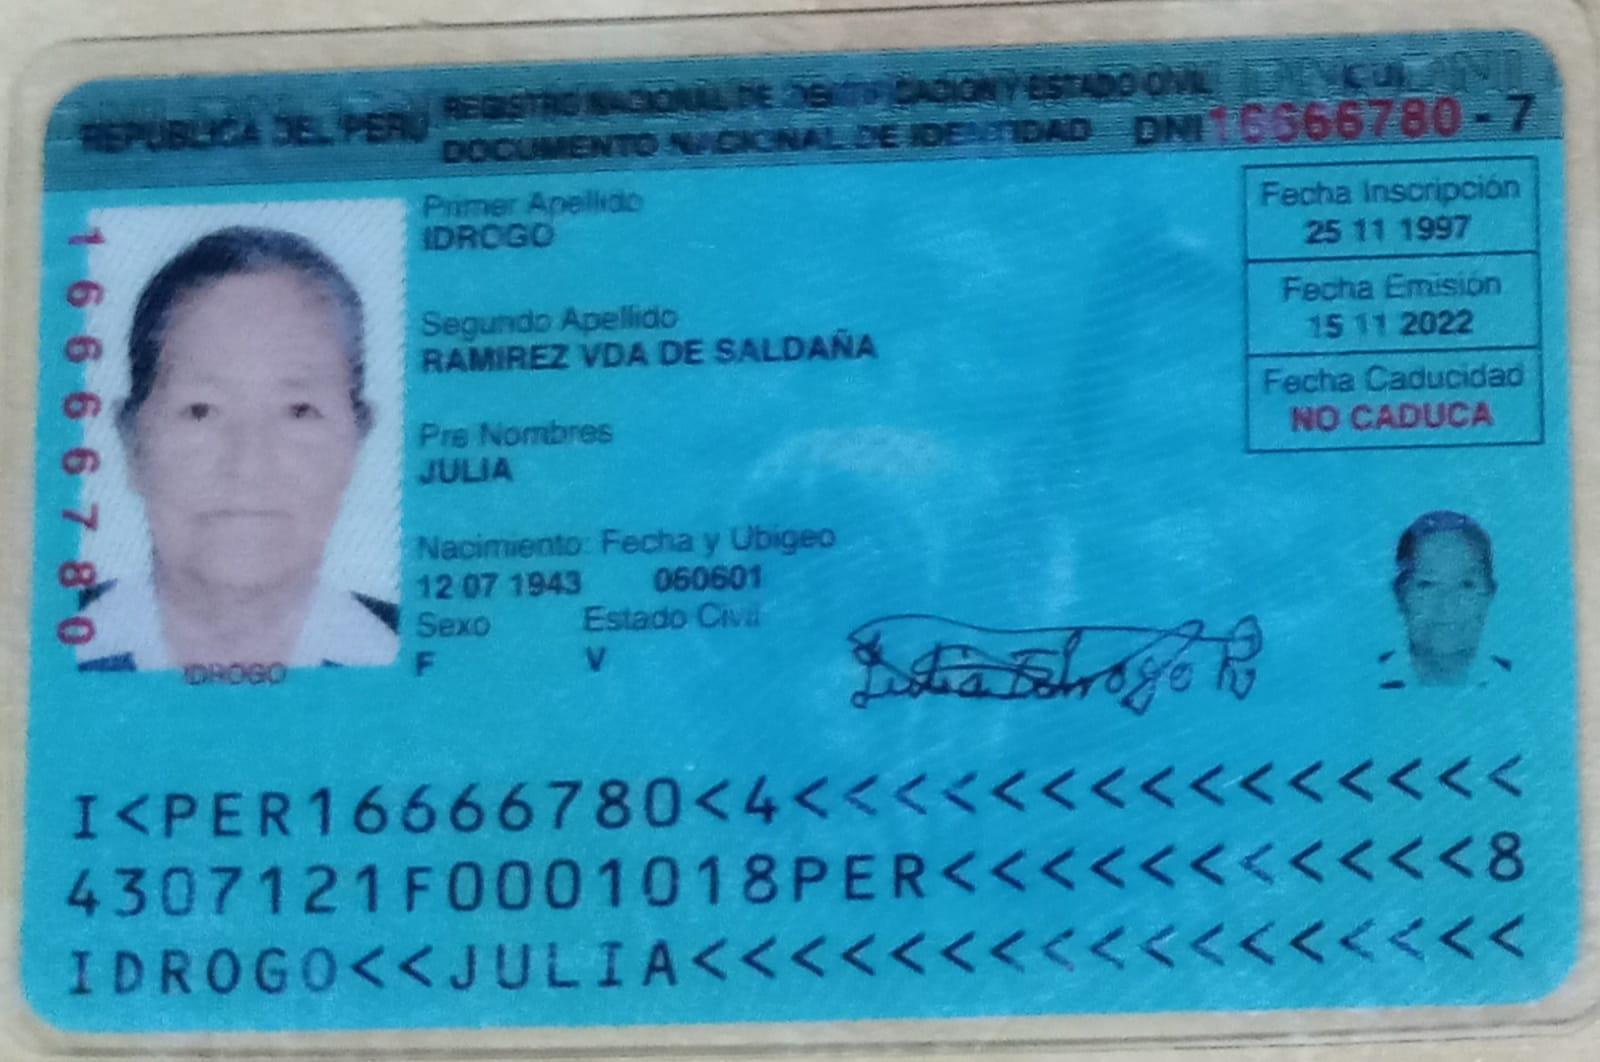 REPUBLICA DEL PERU
REGISTRO NACIONAL DE IDENTIFICACION Y ESTADO CIVIL
DOCUMENTO NACIONAL DE IDENTIDAD
CUI
DNI 16666780 - 7
16666780
Primer Apellido
IDROGO
Segundo Apellido
RAMIREZ VDA DE SALDAÑA
Pre Nombres
JULIA
Nacimiento: Fecha y Ubigeo
12 07 1943 060601
Sexo Estado Civil
F V
Fecha Inscripción
25 11 1997
Fecha Emisión
15 11 2022
Fecha Caducidad
NO CADUCA
IDROGO
Julia Idrogo R
I<PER16666780<4<<<<<<<<<<<<<<<
4307121F0001018PER<<<<<<<<<<<8
IDROGO<<JULIA<<<<<<<<<<<<<<<<<